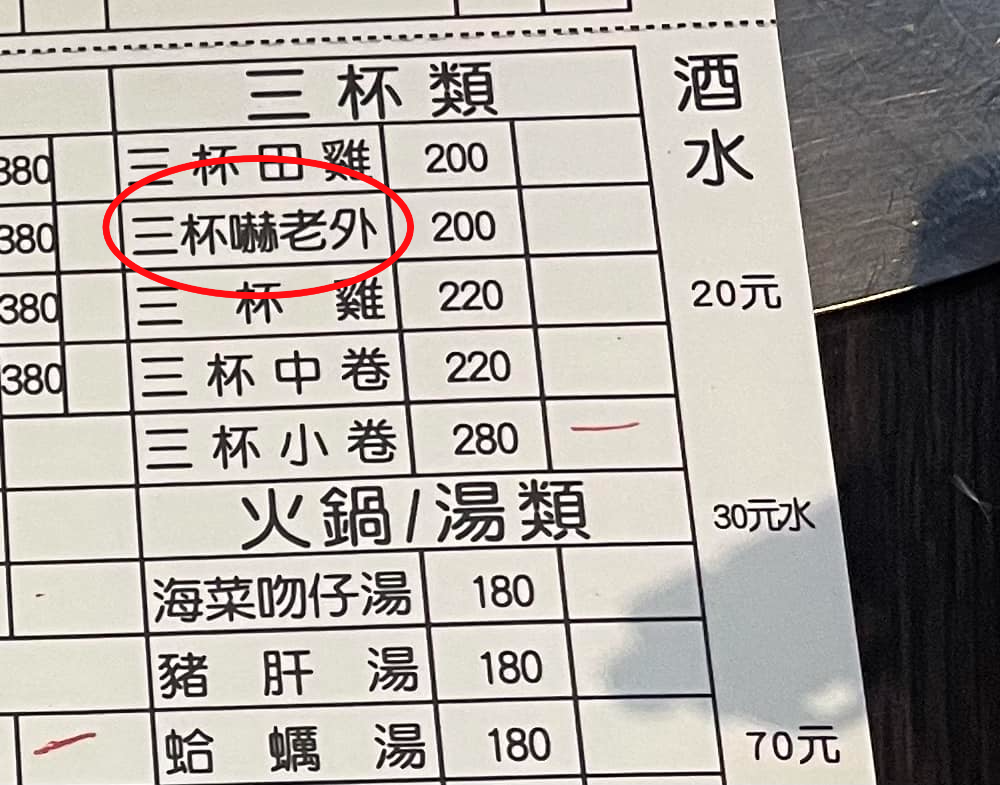 三杯類
380 三杯田雞 200
380 三杯嚇老外 200
380 三杯雞 220
380 三杯中卷 220
三杯小卷 280
火鍋/湯類
海菜吻仔湯 180
豬肝湯 180
蛤蠣湯 180
酒水
20元
30元水
70元